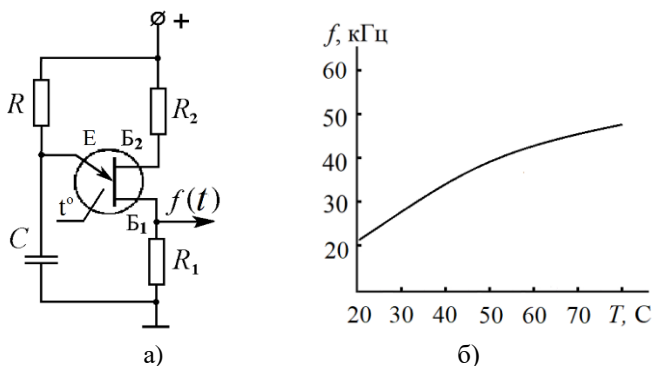 +
R
R₂
E
Б₂
t°
Б₁
f(t)
C
R₁
а)
f, кГц
60
50
40
30
20
20 30 40 50 60 70 T, С
б)